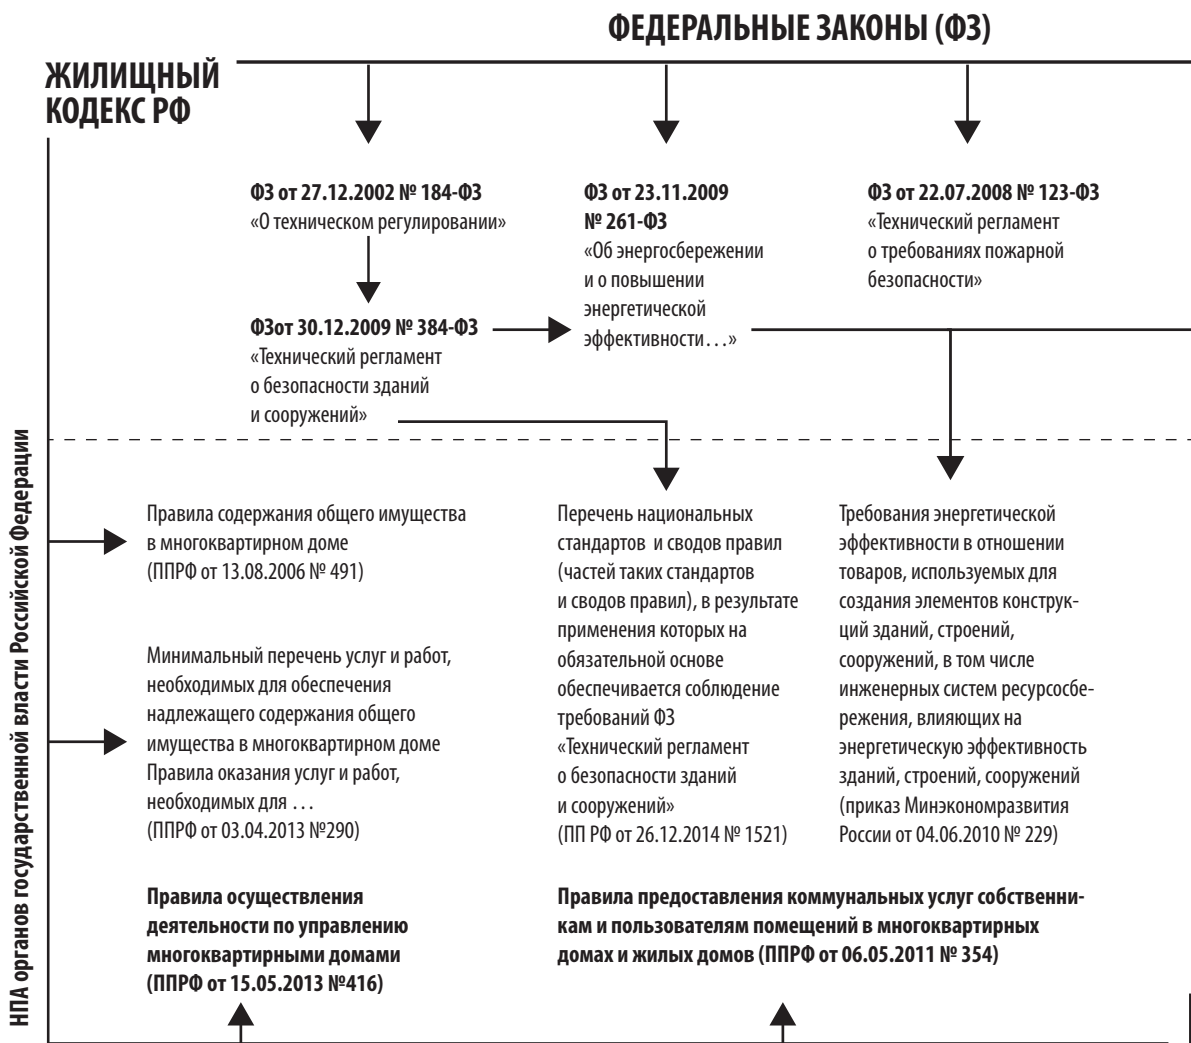 ФЕДЕРАЛЬНЫЕ ЗАКОНЫ (ФЗ)
ЖИЛИЩНЫЙ
КОДЕКС РФ
ФЗ от 27.12.2002 № 184-ФЗ
«О техническом регулировании»
ФЗот 30.12.2009 № 384-ФЗ
«Технический регламент
о безопасности зданий
и сооружений»
ФЗ от 23.11.2009
№ 261-ФЗ
«Об энергосбережении
и о повышении
энергетической
эффективности…»
ФЗ от 22.07.2008 № 123-ФЗ
«Технический регламент
о требованиях пожарной
безопасности»
НПА органов государственной власти Российской Федерации
Правила содержания общего имущества
в многоквартирном доме
(ППРФ от 13.08.2006 № 491)
Минимальный перечень услуг и работ,
необходимых для обеспечения
надлежащего содержания общего
имущества в многоквартирном доме
Правила оказания услуг и работ,
необходимых для …
(ППРФ от 03.04.2013 №290)
Правила осуществления
деятельности по управлению
многоквартирными домами
(ППРФ от 15.05.2013 №416)
Перечень национальных
стандартов и сводов правил
(частей таких стандартов
и сводов правил), в результате
применения которых на
обязательной основе
обеспечивается соблюдение
требований ФЗ
«Технический регламент
о безопасности зданий
и сооружений»
(ПП РФ от 26.12.2014 № 1521)
Требования энергетической
эффективности в отношении
товаров, используемых для
создания элементов конструк-
ций зданий, строений,
сооружений, в том числе
инженерных систем ресурсосбе-
режения, влияющих на
энергетическую эффективность
зданий, строений, сооружений
(приказ Минэкономразвития
России от 04.06.2010 № 229)
Правила предоставления коммунальных услуг собственни-
кам и пользователям помещений в многоквартирных
домах и жилых домов (ППРФ от 06.05.2011 № 354)